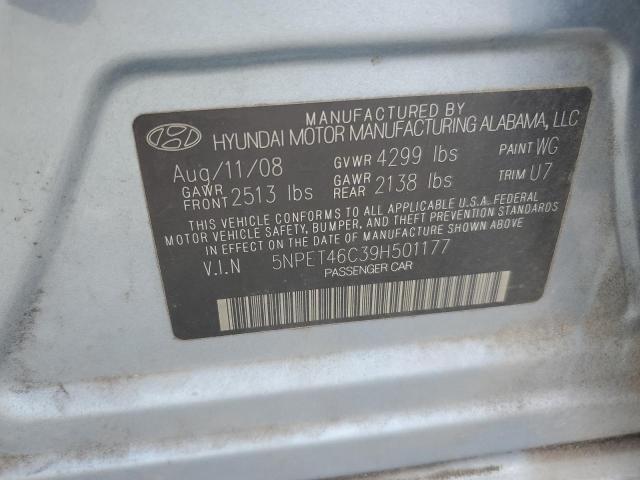 MANUFACTURED BY
HYUNDAI MOTOR MANUFACTURING ALABAMA, LLC
Aug/11/08 GVWR 4299 lbs PAINT WG
GAWR FRONT 2513 lbs GAWR REAR 2138 lbs TRIM U7
THIS VEHICLE CONFORMS TO ALL APPLICABLE U.S.A. FEDERAL
MOTOR VEHICLE SAFETY, BUMPER, AND THEFT PREVENTION STANDARDS
IN EFFECT ON THE DATE OF MANUFACTURE SHOWN ABOVE.
V.I.N 5NPET46C39H501177
PASSENGER CAR